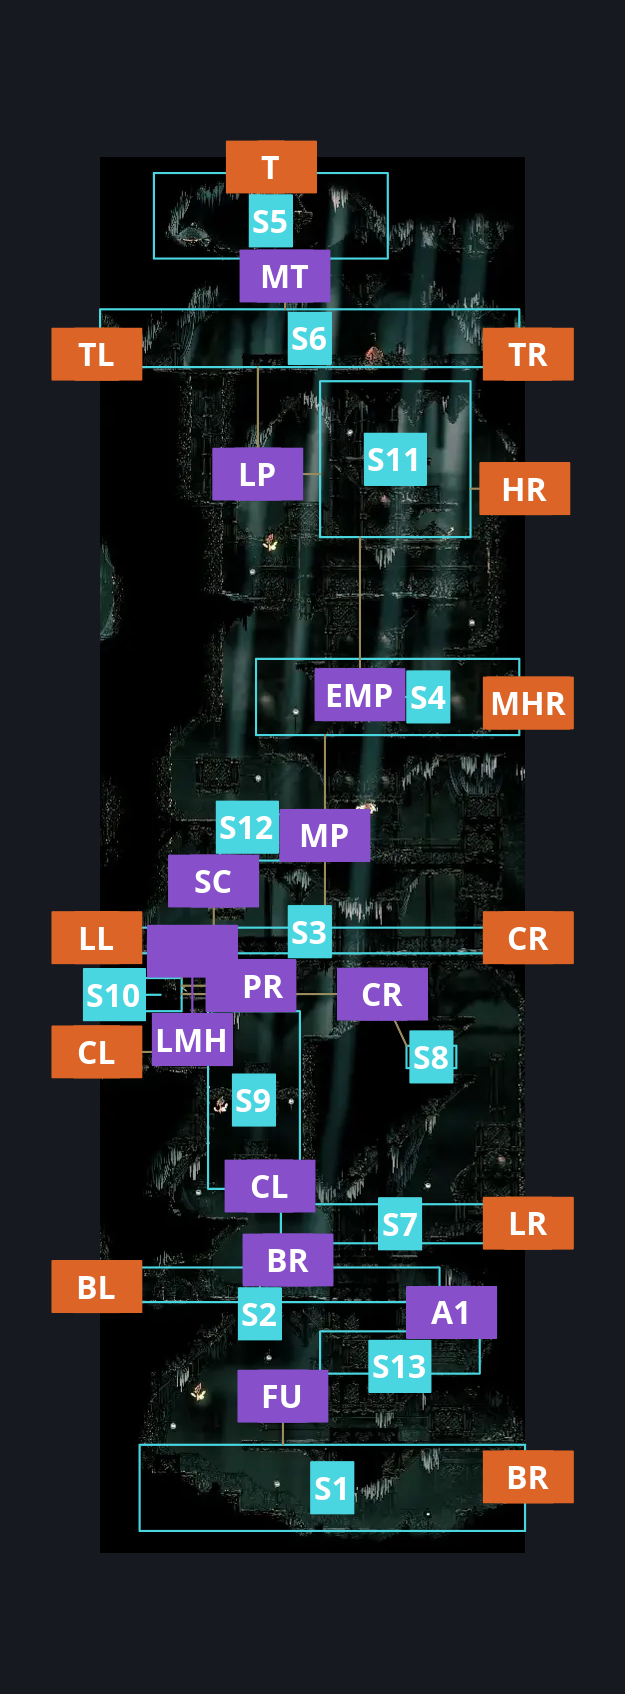 T
S5
MT
S6
TL
TR
LP
S11
HR
EMP
S4
MHR
S12
MP
SC
LL
S3
CR
S10
PR
CR
CL
LMH
S8
S9
CL
S7
LR
BR
BL
S2
A1
S13
FU
S1
BR